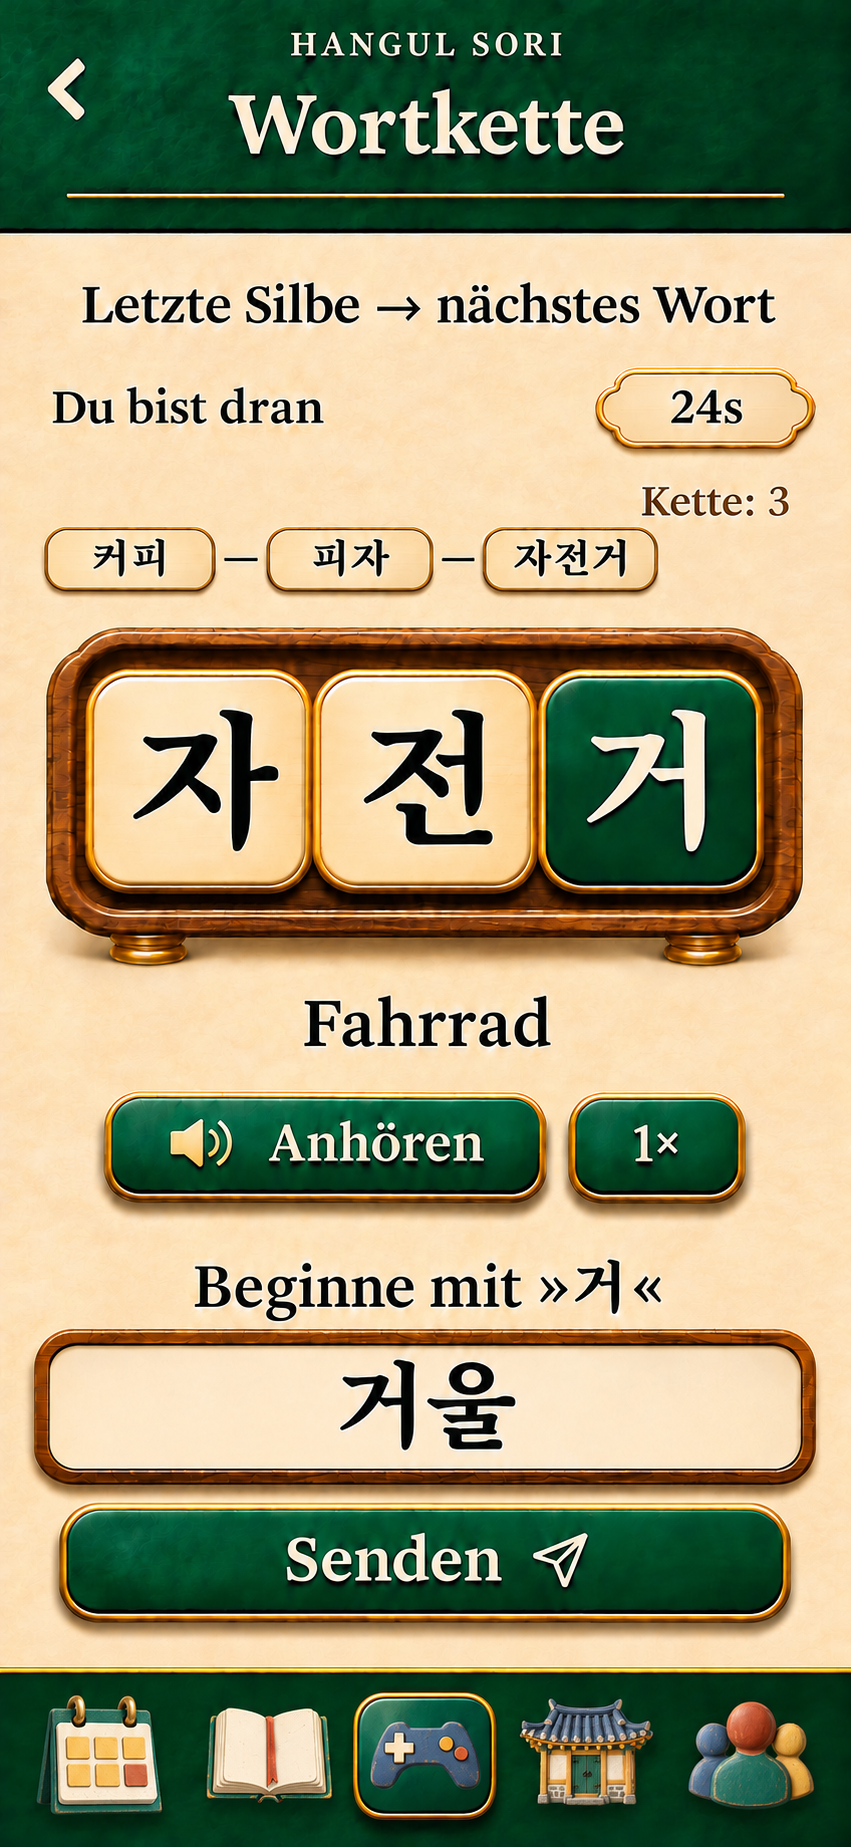 HANGUL SORI
Wortkette
Letzte Silbe → nächstes Wort
Du bist dran
24s
Kette: 3
커피 — 피자 — 자전거
자전거
Fahrrad
Anhören
1×
Beginne mit »거«
거울
Senden